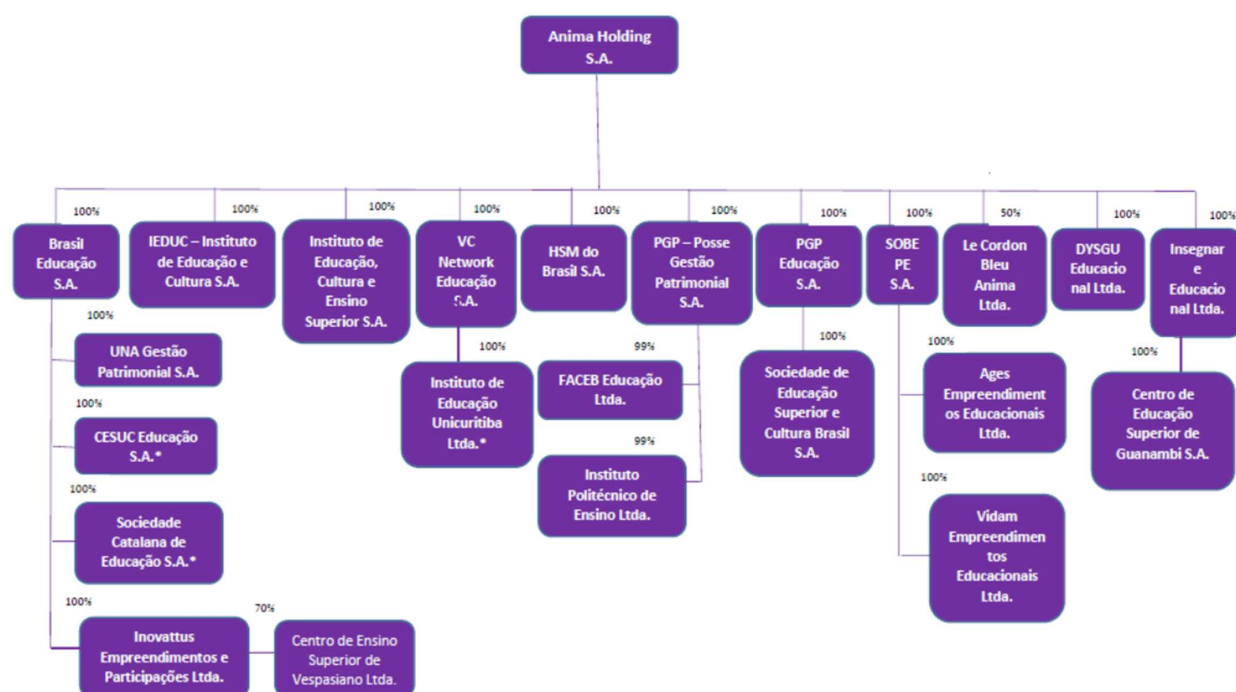 Anima Holding
S.A.
100%
100%
100%
100%
100%
100%
100%
100%
50%
100%
100%
Brasil
Educação
S.A.
IEDUC – Instituto
de Educação e
Cultura S.A.
Instituto de
Educação,
Cultura e
Ensino
Superior S.A.
VC
Network
Educação
S.A.
HSM do
Brasil S.A.
PGP – Posse
Gestão
Patrimonial
S.A.
PGP
Educação
S.A.
SOBE
PE
S.A.
Le Cordon
Bleu
Anima
Ltda.
DYSGU
Educacio
nal Ltda.
Insegnar
e
Educacio
nal Ltda.
100%
UNA Gestão
Patrimonial S.A.
100%
CESUC Educação
S.A.*
100%
Sociedade
Catalana de
Educação S.A.*
100%
Inovattus
Empreendimentos e
Participações Ltda.
70%
Centro de Ensino
Superior de
Vespasiano Ltda.
100%
Instituto de
Educação
Unicuritiba
Ltda.*
99%
FACEB Educação
Ltda.
99%
Instituto
Politécnico de
Ensino Ltda.
100%
Sociedade de
Educação
Superior e
Cultura Brasil
S.A.
100%
Ages
Empreendiment
os Educacionais
Ltda.
100%
Vidam
Empreendimen
tos
Educacionais
Ltda.
100%
Centro de
Educação
Superior de
Guanambi S.A.